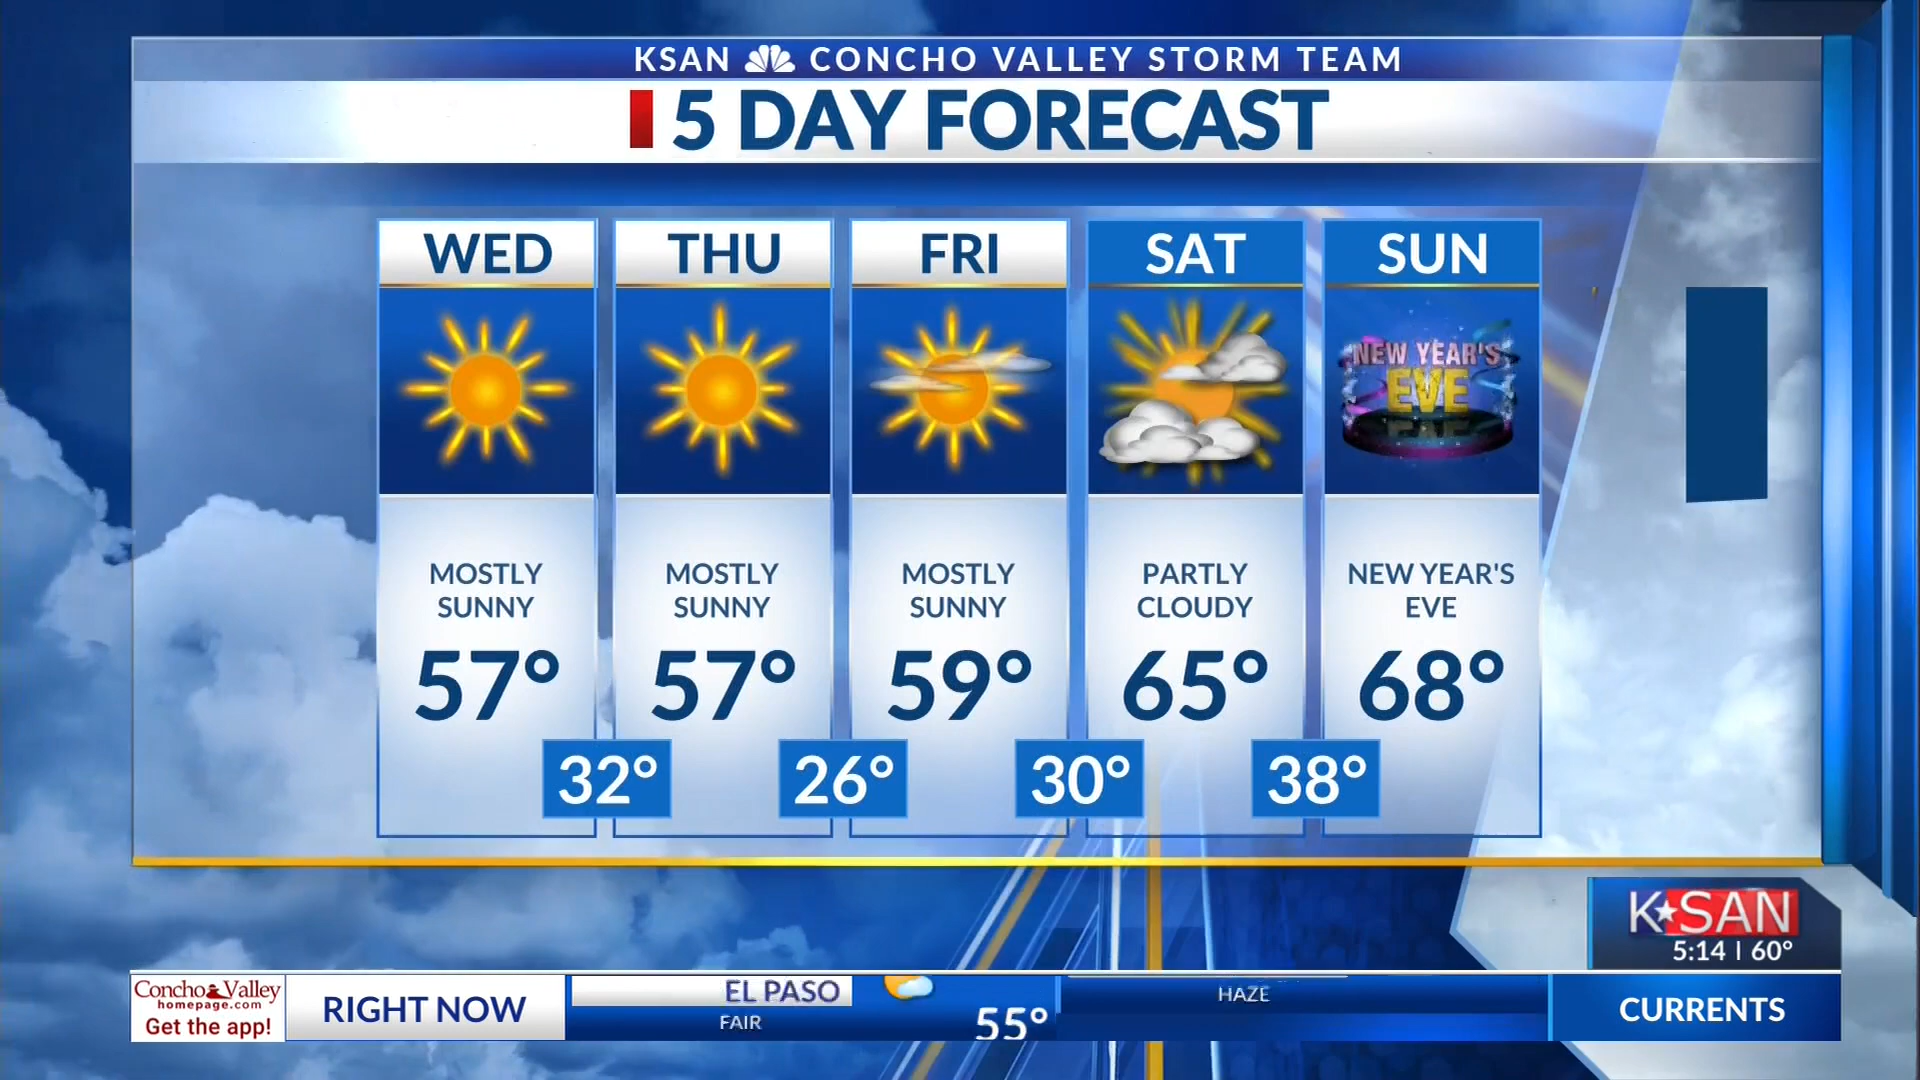 KSAN CONCHO VALLEY STORM TEAM
5 DAY FORECAST
WED THU FRI SAT SUN
NEW YEAR'S
EVE
MOSTLY SUNNY
MOSTLY SUNNY
MOSTLY SUNNY
PARTLY CLOUDY
NEW YEAR'S EVE
57° 57° 59° 65° 68°
32° 26° 30° 38°
K SAN
5:14 | 60°
Concho Valley
homepage.com
Get the app!
RIGHT NOW
EL PASO
FAIR
55°
HAZE
CURRENTS